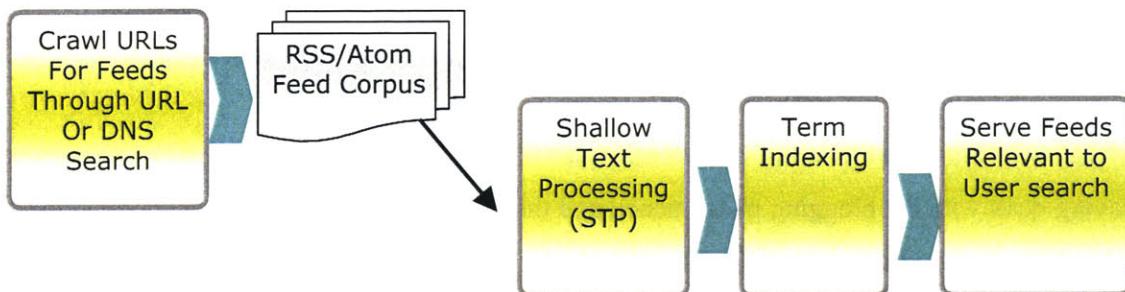 Crawl URLs
For Feeds
Through URL
Or DNS
Search
RSS/Atom
Feed Corpus
Shallow
Text
Processing
(STP)
Term
Indexing
Serve Feeds
Relevant to
User search